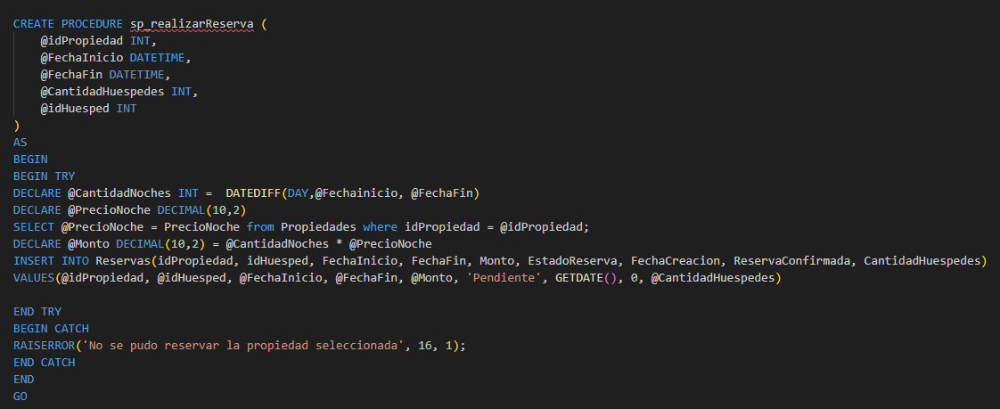 CREATE PROCEDURE sp_realizarReserva (
    @idPropiedad INT,
    @FechaInicio DATETIME,
    @FechaFin DATETIME,
    @CantidadHuespedes INT,
    @idHuesped INT
)
AS
BEGIN
BEGIN TRY
DECLARE @CantidadNoches INT =  DATEDIFF(DAY,@Fechainicio, @FechaFin)
DECLARE @PrecioNoche DECIMAL(10,2)
SELECT @PrecioNoche = PrecioNoche from Propiedades where idPropiedad = @idPropiedad;
DECLARE @Monto DECIMAL(10,2) = @CantidadNoches * @PrecioNoche
INSERT INTO Reservas(idPropiedad, idHuesped, FechaInicio, FechaFin, Monto, EstadoReserva, FechaCreacion, ReservaConfirmada, CantidadHuespedes)
VALUES(@idPropiedad, @idHuesped, @FechaInicio, @FechaFin, @Monto, 'Pendiente', GETDATE(), 0, @CantidadHuespedes)

END TRY
BEGIN CATCH
RAISERROR('No se pudo reservar la propiedad seleccionada', 16, 1);
END CATCH
END
GO